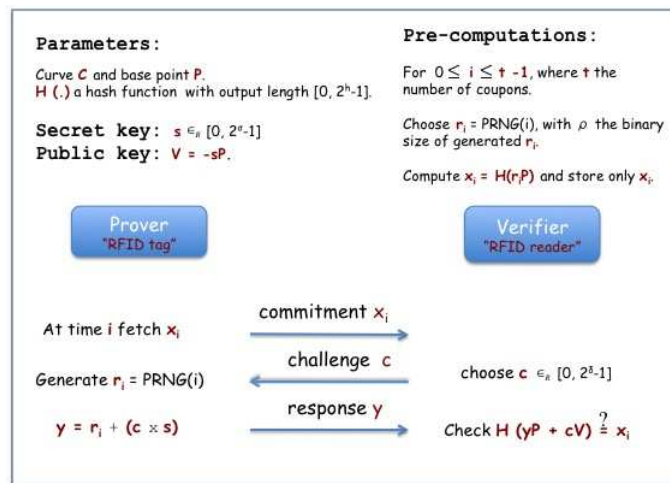 Parameters:
Curve C and base point P.
H (.) a hash function with output length [0, 2ʰ-1].
Secret key: s ∈ᴿ [0, 2ᵟ-1]
Public key: V = -sP.
Pre-computations:
For 0 ≤ i ≤ t -1, where t the
number of coupons.
Choose rᵢ = PRNG(i), with ρ the binary
size of generated rᵢ.
Compute xᵢ = H(rᵢP) and store only xᵢ.
Prover
"RFID tag"
Verifier
"RFID reader"
At time i fetch xᵢ
commitment xᵢ
challenge c
Generate rᵢ = PRNG(i)
choose c ∈ᴿ [0, 2ᵟ-1]
response y
y = rᵢ + (c × s)
Check H (yP + cV) ≟ xᵢ